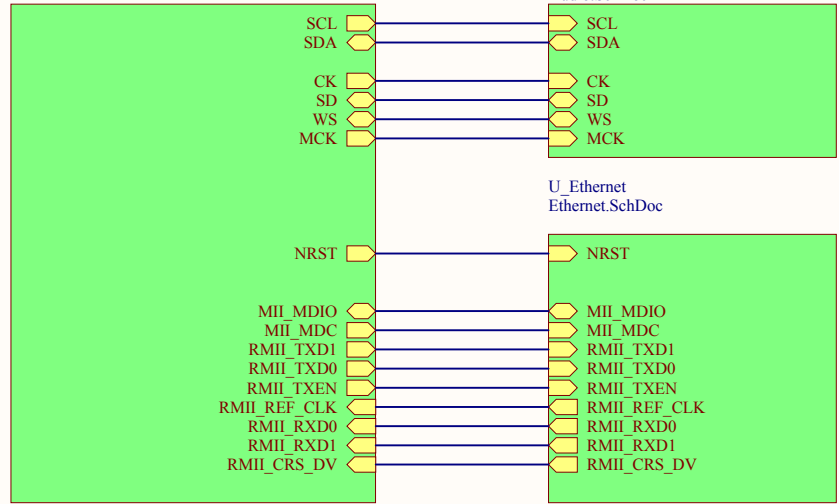 SCL SCL
SDA SDA
CK CK
SD SD
WS WS
MCK MCK
U_Ethernet
Ethernet.SchDoc
NRST NRST
MII_MDIO MII_MDIO
MII_MDC MII_MDC
RMII_TXD1 RMII_TXD1
RMII_TXD0 RMII_TXD0
RMII_TXEN RMII_TXEN
RMII_REF_CLK RMII_REF_CLK
RMII_RXD0 RMII_RXD0
RMII_RXD1 RMII_RXD1
RMII_CRS_DV RMII_CRS_DV